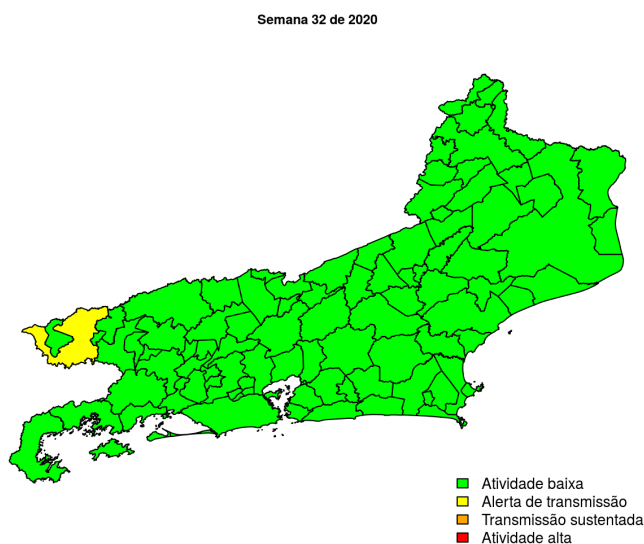 Semana 32 de 2020
Atividade baixa
Alerta de transmissão
Transmissão sustentada
Atividade alta